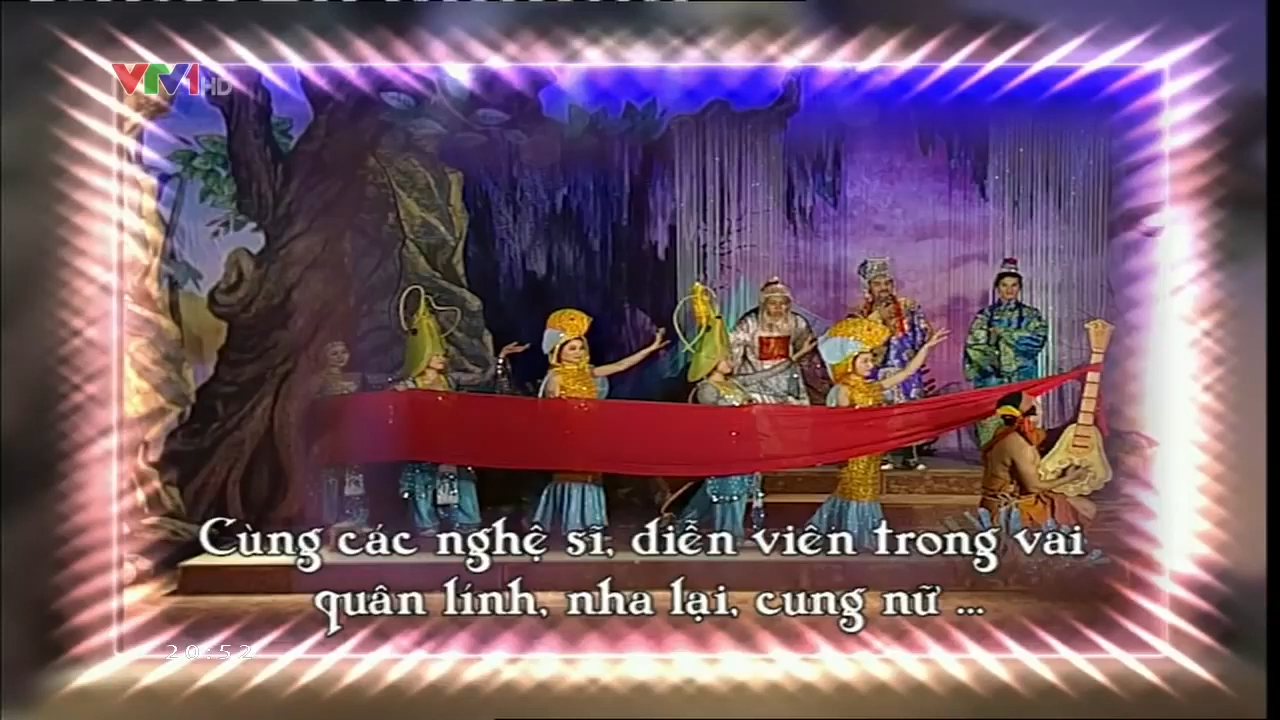 VTV1 HD
Cùng các nghệ sĩ, diễn viên trong vai
quân lính, nha lại, cung nữ ...
20:52